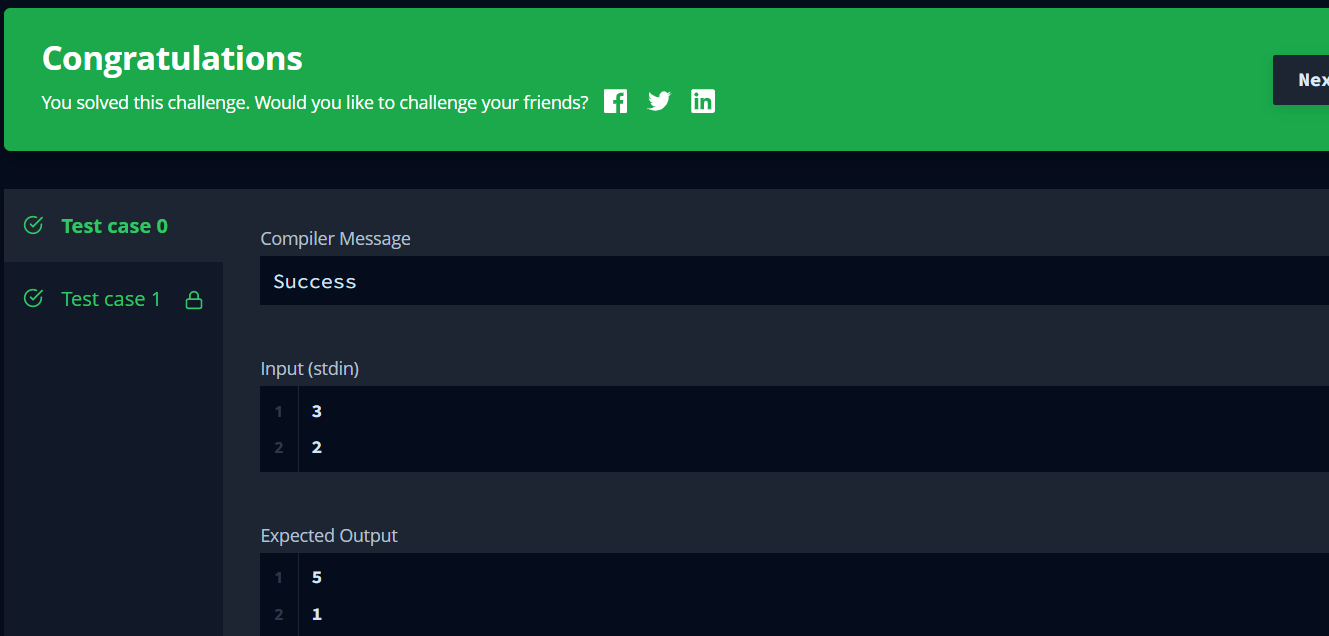 Congratulations
You solved this challenge. Would you like to challenge your friends?
Nex
Test case 0
Test case 1
Compiler Message
Success
Input (stdin)
1 3
2 2
Expected Output
1 5
2 1